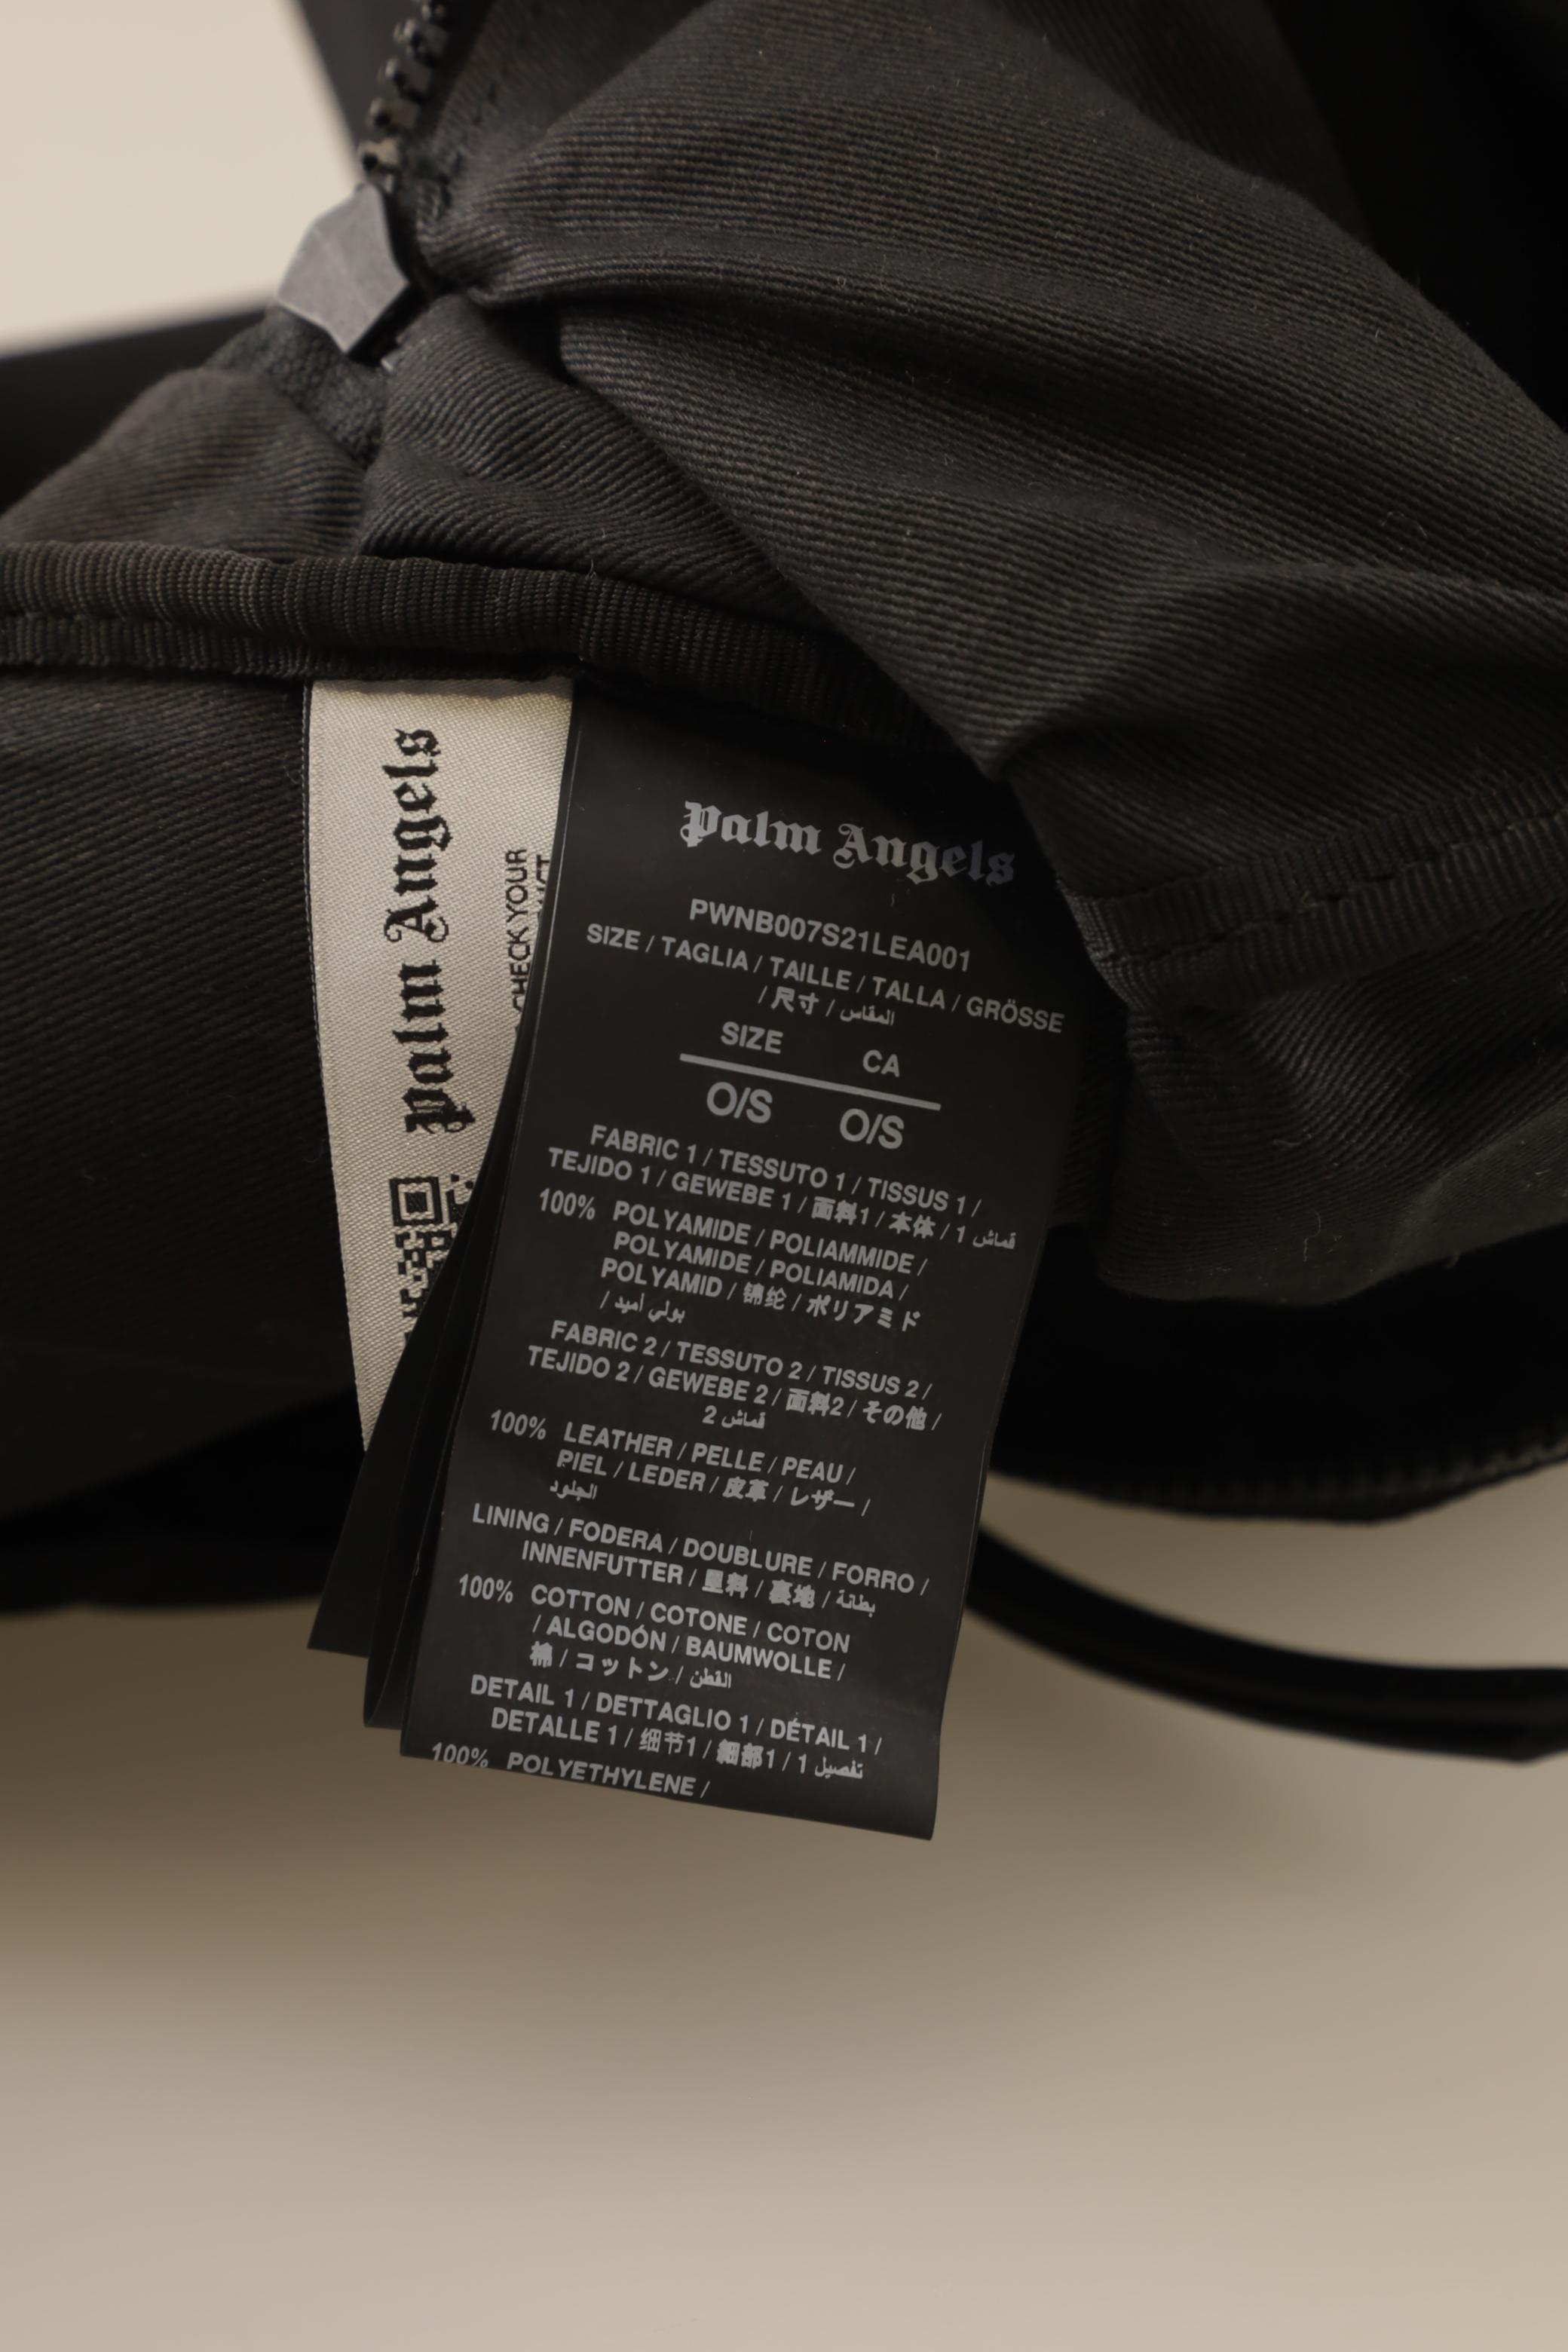 Palm Angels
CHECK YOUR
Palm Angels
PWNB007S21LEA001
SIZE / TAGLIA / TAILLE / TALLA / GRÖSSE
/ 尺寸 / المقاس
SIZE CA
O/S O/S
FABRIC 1 / TESSUTO 1 / TISSUS 1 /
TEJIDO 1 / GEWEBE 1 / 面料1 / 本体 / 1 قماش
100% POLYAMIDE / POLIAMMIDE /
POLYAMIDE / POLIAMIDA /
POLYAMID / 锦纶 / ポリアミド
/ بولي أميد
FABRIC 2 / TESSUTO 2 / TISSUS 2 /
TEJIDO 2 / GEWEBE 2 / 面料2 / その他 /
2 قماش
100% LEATHER / PELLE / PEAU /
PIEL / LEDER / 皮革 / レザー /
الجلود
LINING / FODERA / DOUBLURE / FORRO /
INNENFUTTER / 里料 / 裏地 / بطانة
100% COTTON / COTONE / COTON
/ ALGODÓN / BAUMWOLLE /
棉 / コットン / القطن
DETAIL 1 / DETTAGLIO 1 / DÉTAIL 1 /
DETALLE 1 / 细节1 / 細部1 / 1 تفصيل
100% POLYETHYLENE /